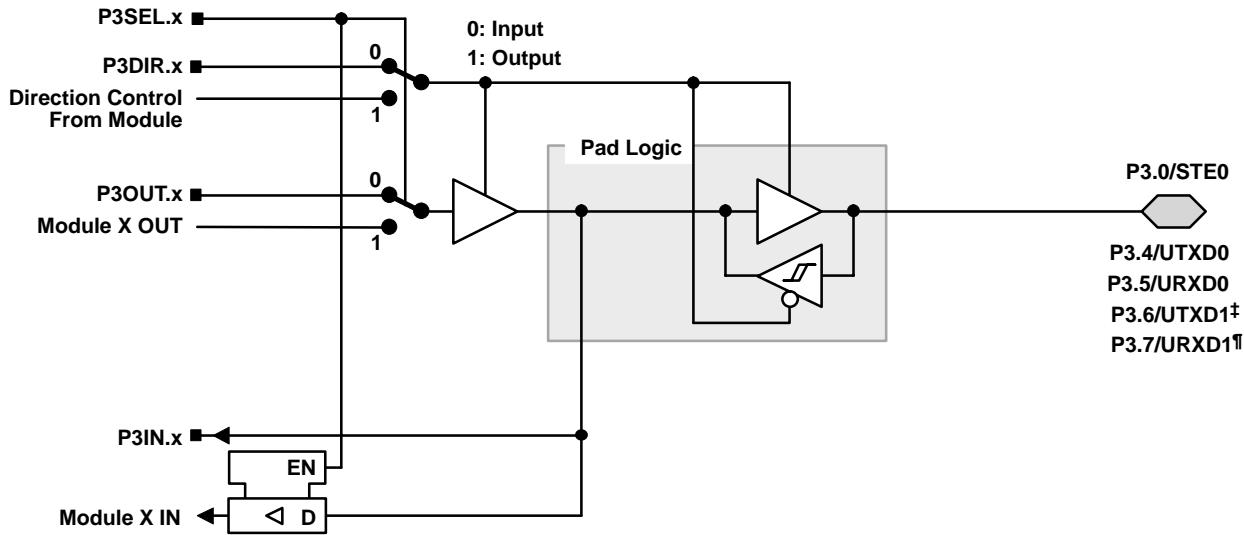 P3SEL.x
0: Input
1: Output
0
P3DIR.x
Direction Control
From Module
1
Pad Logic
P3.0/STE0
0
P3OUT.x
Module X OUT
1
P3.4/UTXD0
P3.5/URXD0
P3.6/UTXD1‡
P3.7/URXD1¶
P3IN.x
EN
Module X IN
D